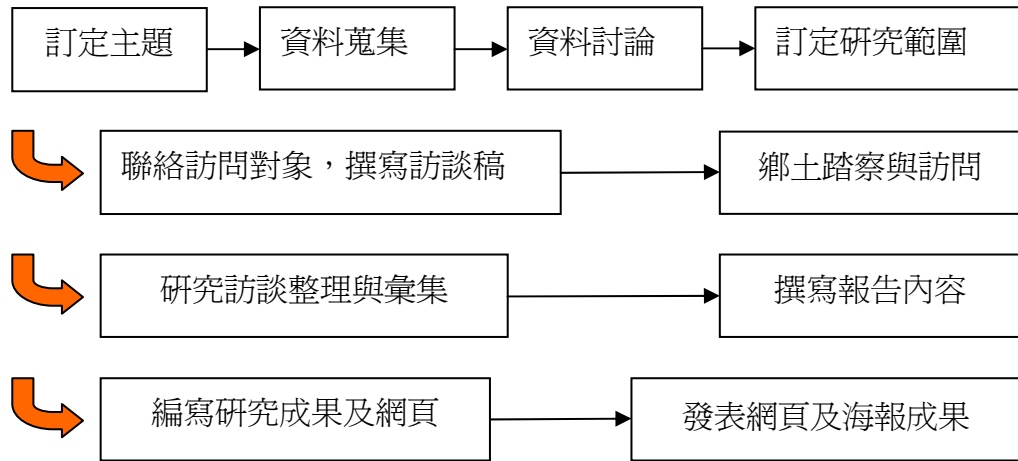 訂定主題
資料蒐集
資料討論
訂定研究範圍
聯絡訪問對象，撰寫訪談稿
鄉土踏察與訪問
研究訪談整理與彙集
撰寫報告內容
編寫研究成果及網頁
發表網頁及海報成果